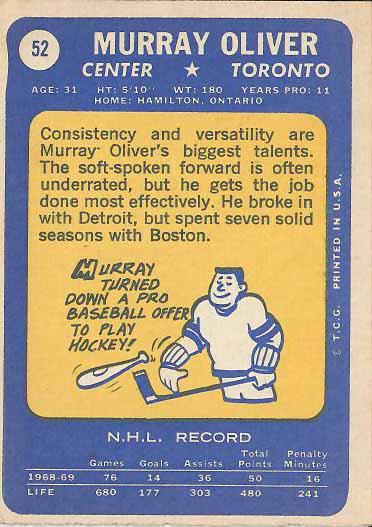 52
MURRAY OLIVER
CENTER ★ TORONTO
AGE: 31 HT: 5'10" WT: 180 YEARS PRO: 11
HOME: HAMILTON, ONTARIO
Consistency and versatility are
Murray Oliver's biggest talents.
The soft-spoken forward is often
underrated, but he gets the job
done most effectively. He broke in
with Detroit, but spent seven solid
seasons with Boston.
MURRAY
TURNED
DOWN A PRO
BASEBALL OFFER
TO PLAY
HOCKEY!
© T.C.G. PRINTED IN U.S.A.
N.H.L. RECORD
Games Goals Assists Total Points Penalty Minutes
1968-69 76 14 36 50 16
LIFE 680 177 303 480 241